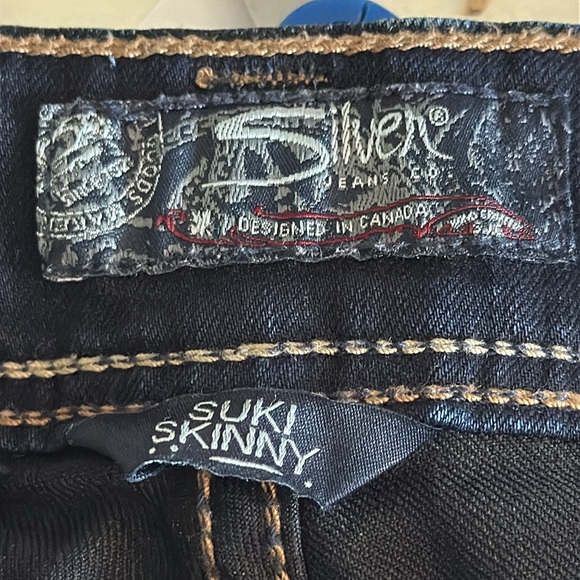 Silver®
JEANS CO.
DESIGNED IN CANADA
SUKI
SKINNY